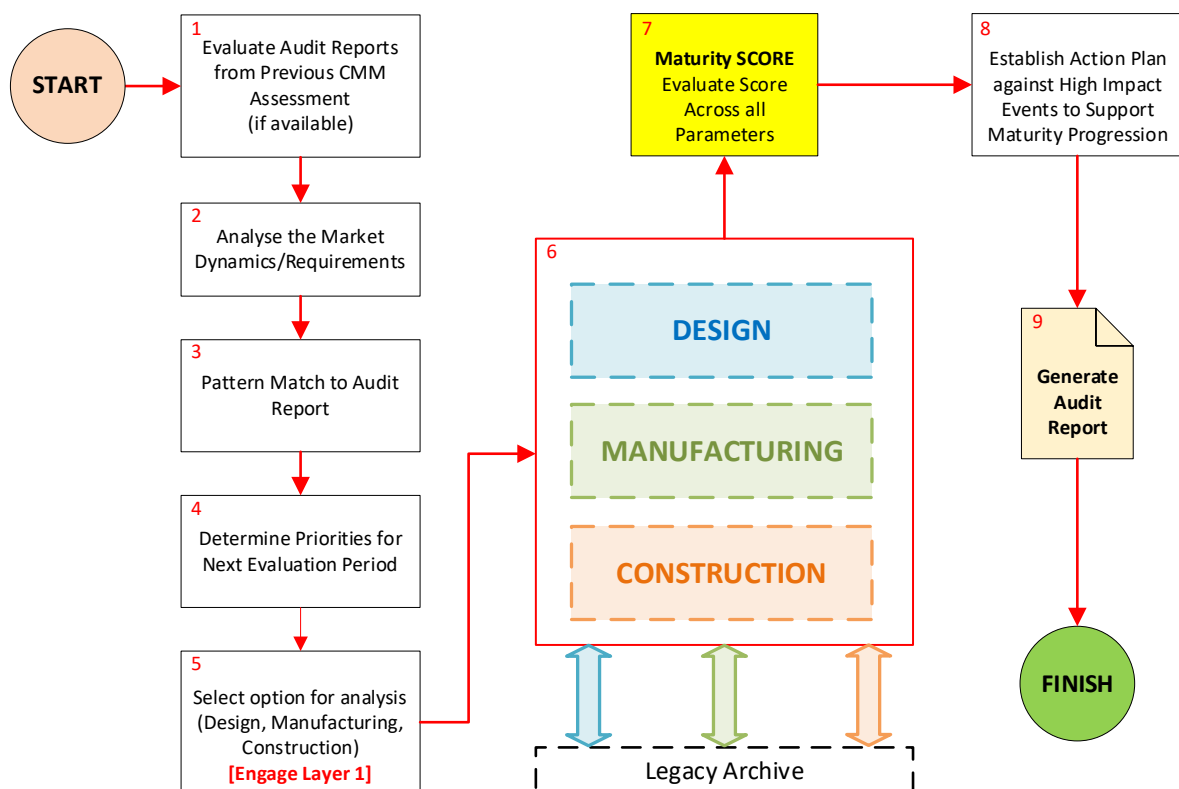 START
1
Evaluate Audit Reports
from Previous CMM
Assessment
(if available)
2
Analyse the Market
Dynamics/Requirements
3
Pattern Match to Audit
Report
4
Determine Priorities for
Next Evaluation Period
5
Select option for analysis
(Design, Manufacturing,
Construction)
[Engage Layer 1]
6
DESIGN
MANUFACTURING
CONSTRUCTION
Legacy Archive
7
Maturity SCORE
Evaluate Score
Across all
Parameters
8
Establish Action Plan
against High Impact
Events to Support
Maturity Progression
9
Generate
Audit
Report
FINISH